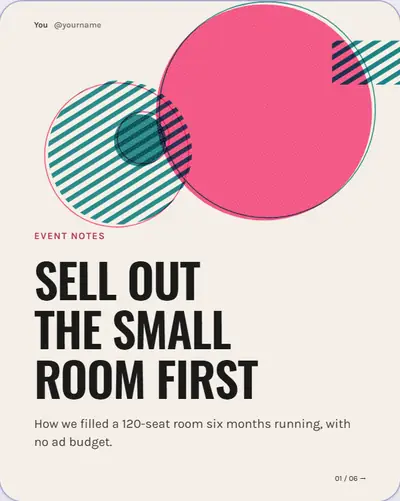 You @yourname
EVENT NOTES
SELL OUT
THE SMALL
ROOM FIRST
How we filled a 120-seat room six months running, with
no ad budget.
01 / 06 →